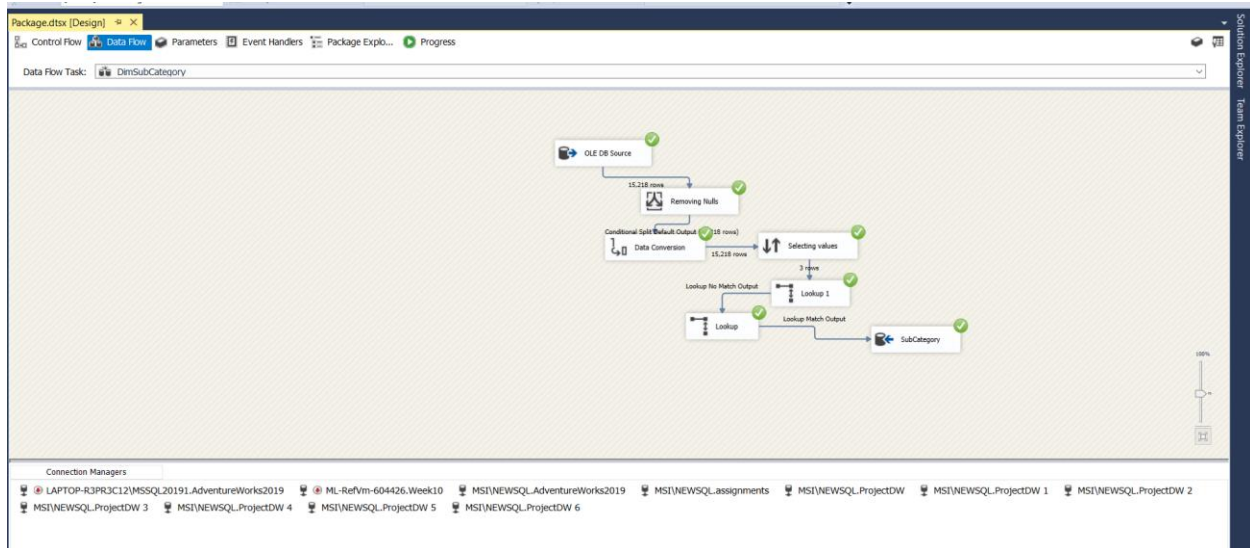 Package.dtsx [Design]
Control Flow Data Flow Parameters Event Handlers Package Explo... Progress
Data Flow Task: DimSubCategory
OLE DB Source
15,218 rows
Removing Nulls
Conditional Split Default Output 18 rows)
Data Conversion
15,218 rows
Selecting values
3 rows
Lookup No Match Output
Lookup 1
Lookup
Lookup Match Output
SubCategory
100%
Connection Managers
LAPTOP-R3PR3C12\MSSQL20191.AdventureWorks2019 ML-RefVm-604426.Week10 MSI\NEWSQL.AdventureWorks2019 MSI\NEWSQL.assignments MSI\NEWSQL.ProjectDW MSI\NEWSQL.ProjectDW 1 MSI\NEWSQL.ProjectDW 2
MSI\NEWSQL.ProjectDW 3 MSI\NEWSQL.ProjectDW 4 MSI\NEWSQL.ProjectDW 5 MSI\NEWSQL.ProjectDW 6
Solution Explorer
Team Explorer